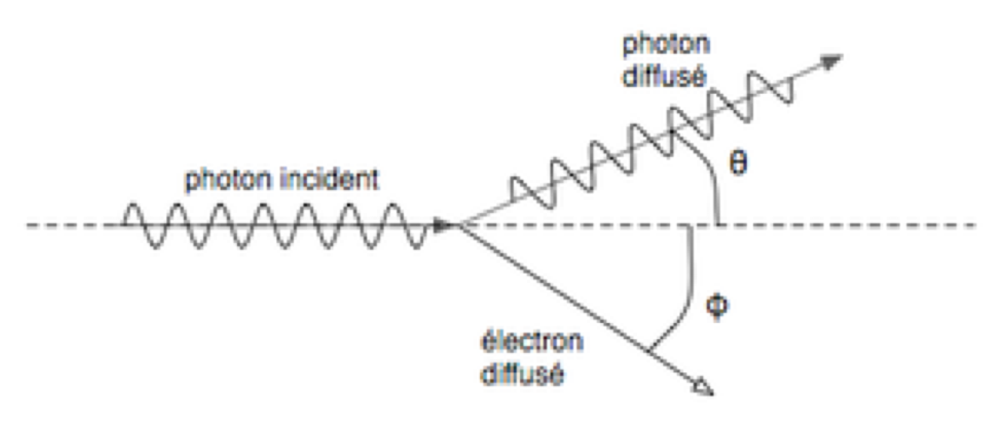 photon
diffusé
θ
photon incident
Φ
électron
diffusé